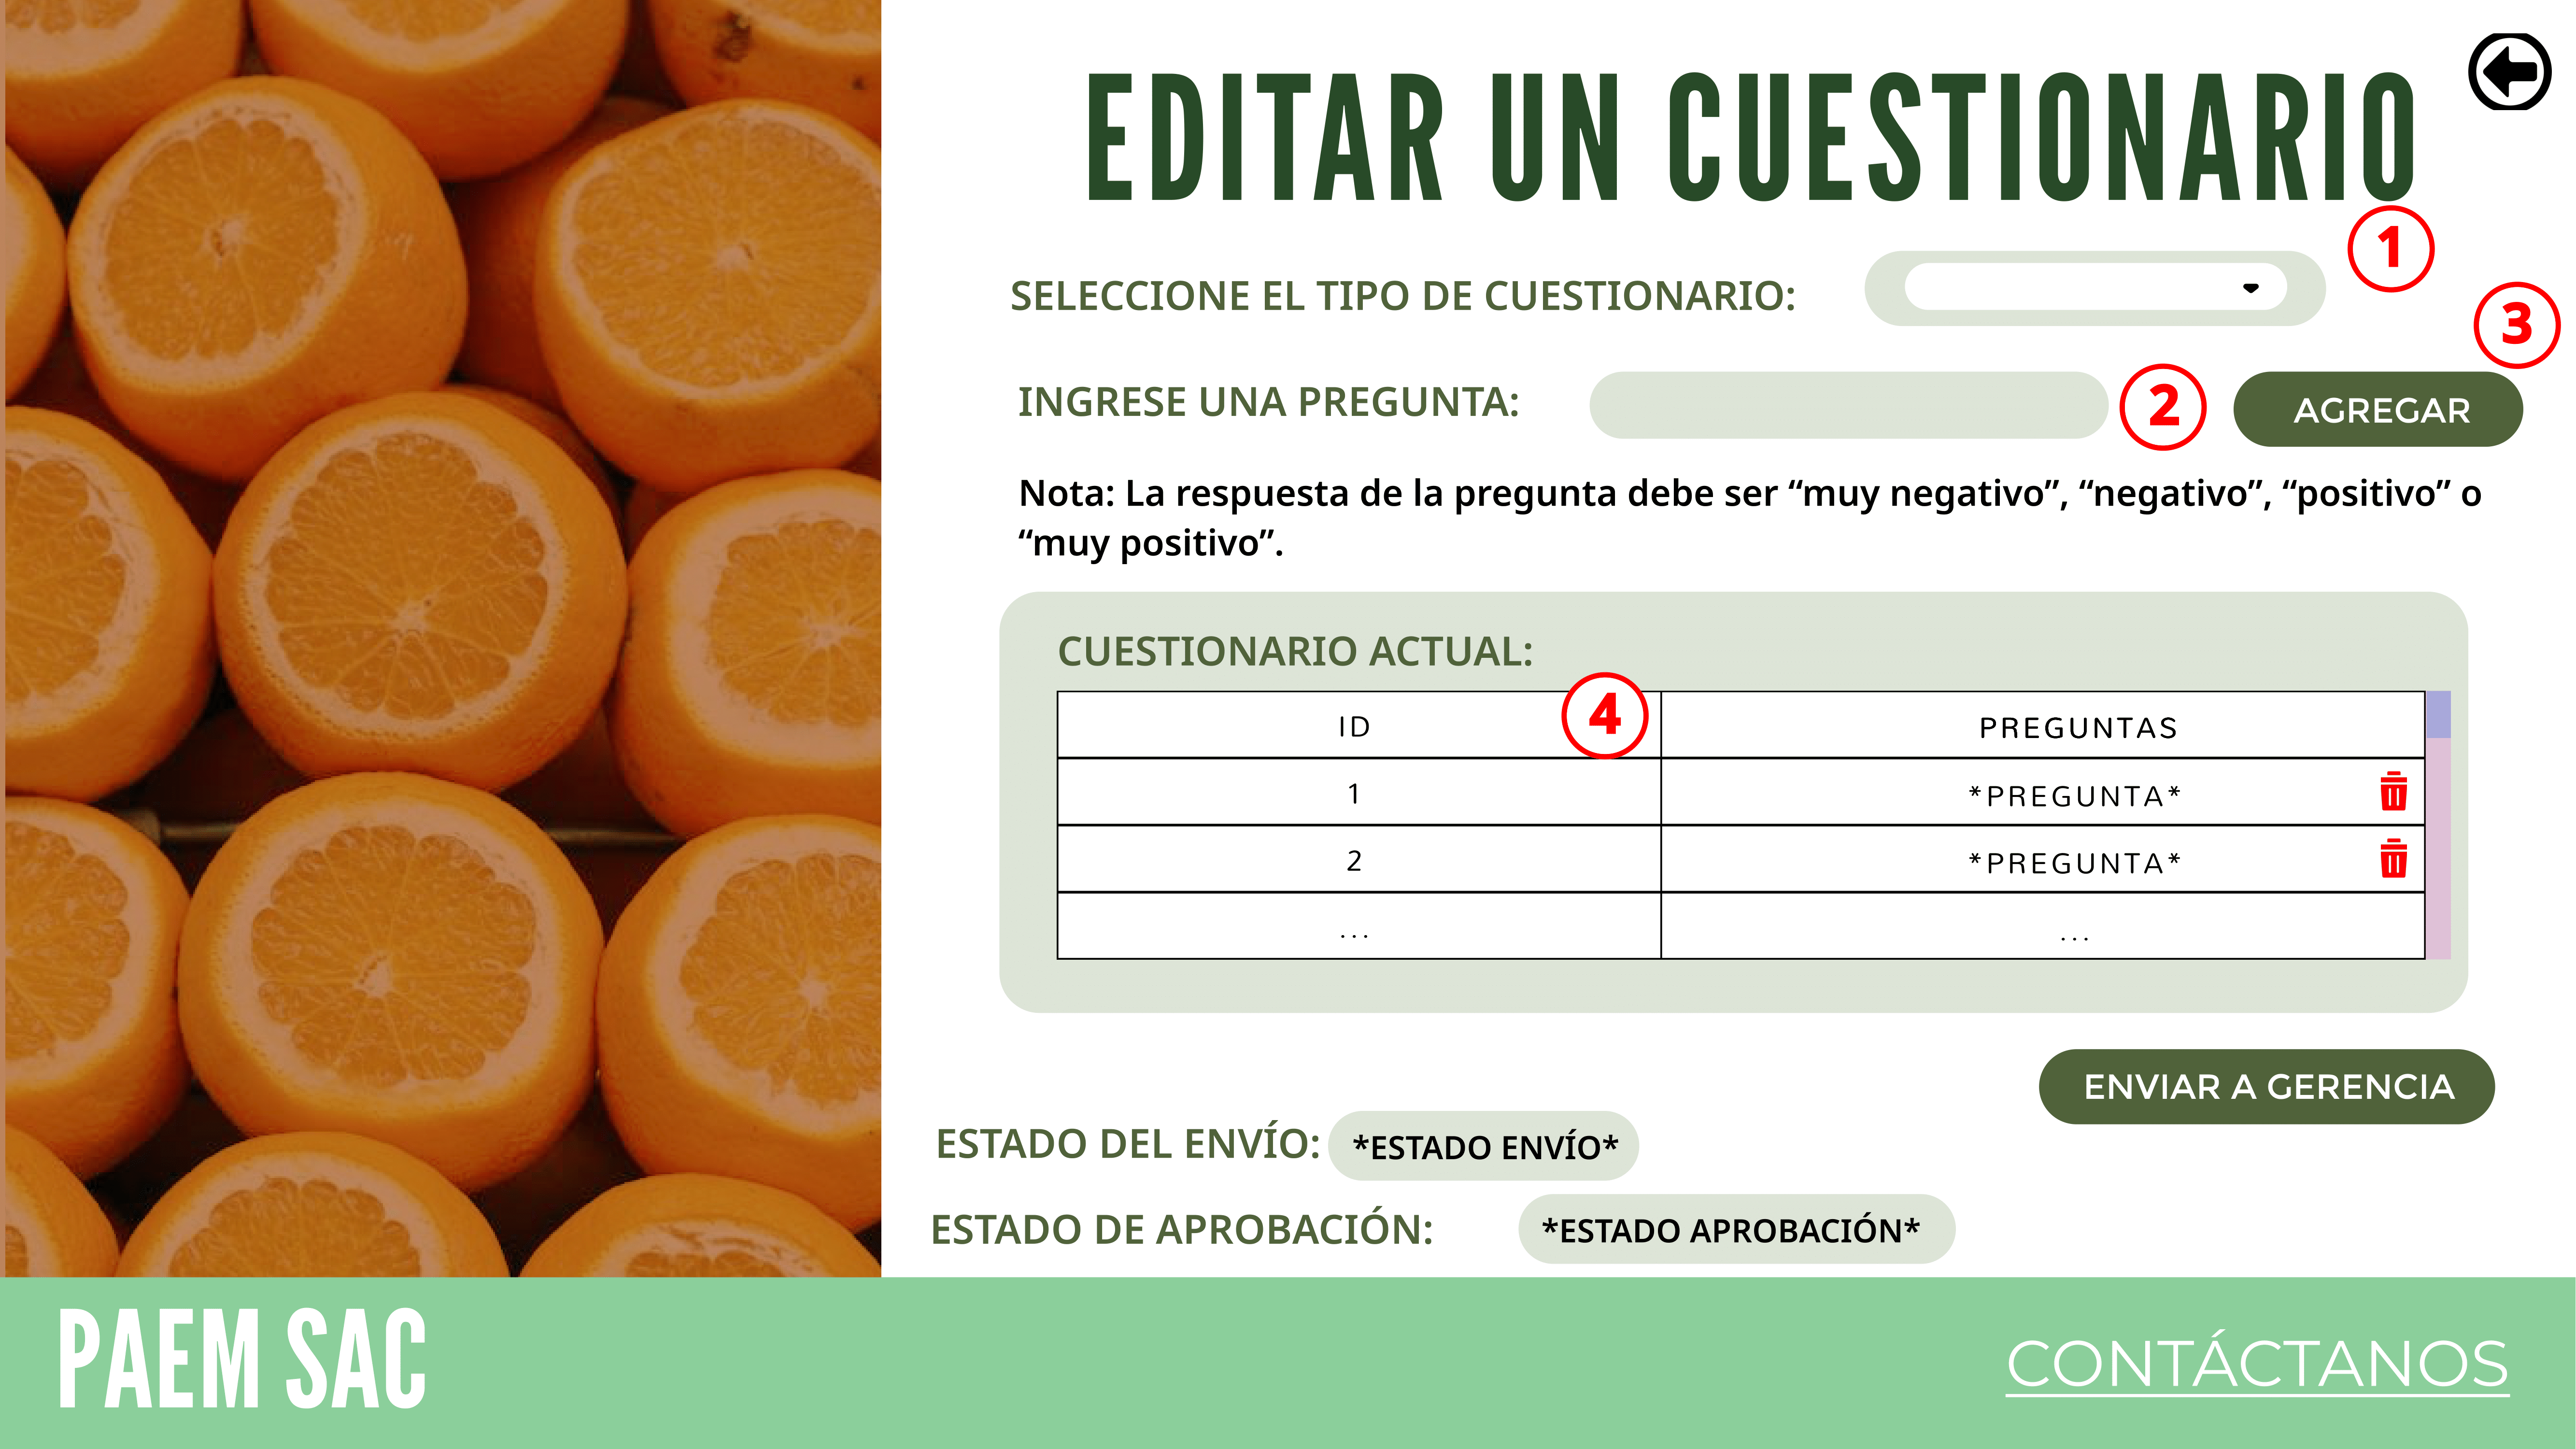 EDITAR UN CUESTIONARIO
1
SELECCIONE EL TIPO DE CUESTIONARIO:
3
INGRESE UNA PREGUNTA:
2
AGREGAR
Nota: La respuesta de la pregunta debe ser “muy negativo”, “negativo”, “positivo” o
“muy positivo”.
CUESTIONARIO ACTUAL:
4
ID PREGUNTAS
1 *PREGUNTA*
2 *PREGUNTA*
... ...
ENVIAR A GERENCIA
ESTADO DEL ENVÍO: *ESTADO ENVÍO*
ESTADO DE APROBACIÓN: *ESTADO APROBACIÓN*
PAEM SAC
CONTÁCTANOS